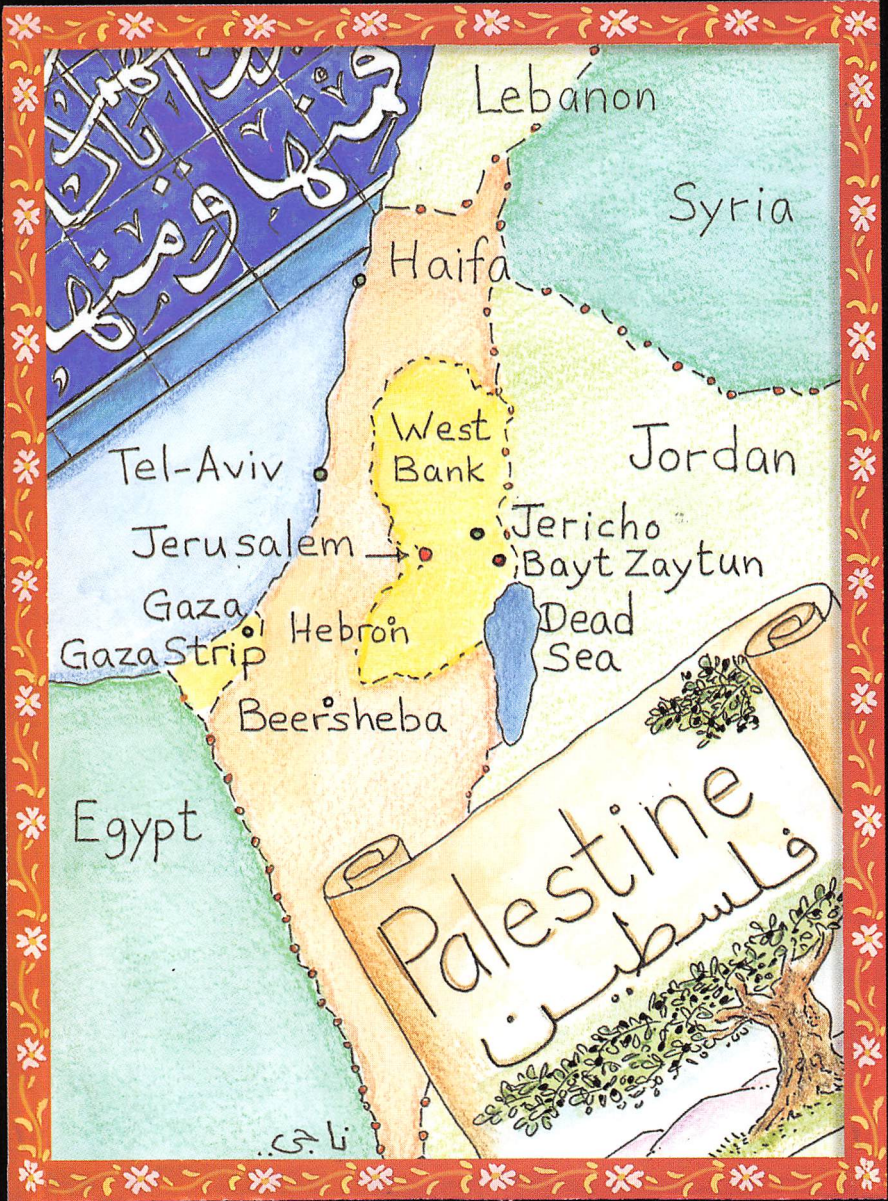 Lebanon
Syria
Haifa
West
Bank
Tel-Aviv
Jordan
Jerusalem
Jericho
Bayt Zaytun
Gaza
Gaza Strip
Hebron
Dead
Sea
Beersheba
Egypt
Palestine
فلسطين
ناجي